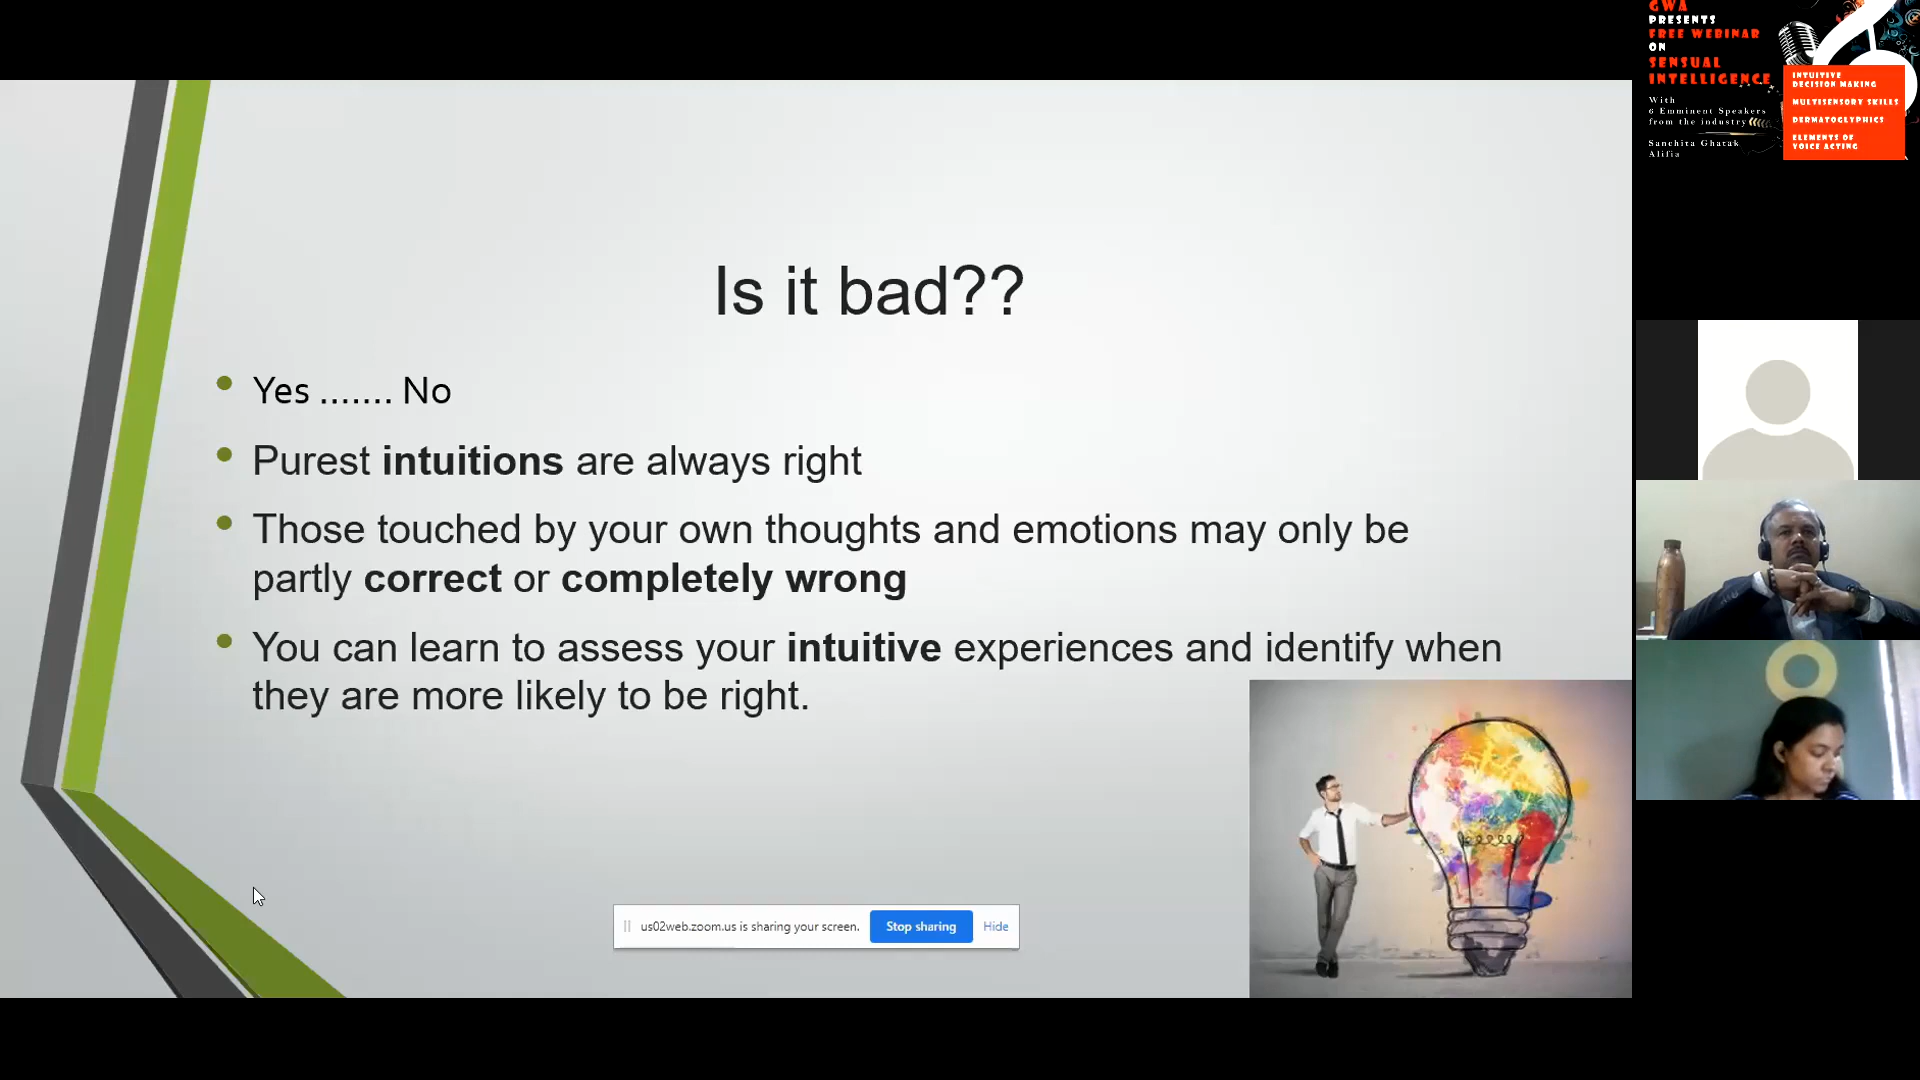 Is it bad??
Yes ....... No
Purest intuitions are always right
Those touched by your own thoughts and emotions may only be
partly correct or completely wrong
You can learn to assess your intuitive experiences and identify when
they are more likely to be right.
us02web.zoom.us is sharing your screen.
Stop sharing
Hide
GWA
PRESENTS
FREE WEBINAR
ON
SENSUAL
INTELLIGENCE
With
6 Eminent Speakers
from the industry
Sanchita Ghatak
Alifia
INTUITIVE
DECISION MAKING
MULTISENSORY SKILLS
DERMATOGLYPHICS
ELEMENTS OF
VOICE ACTING